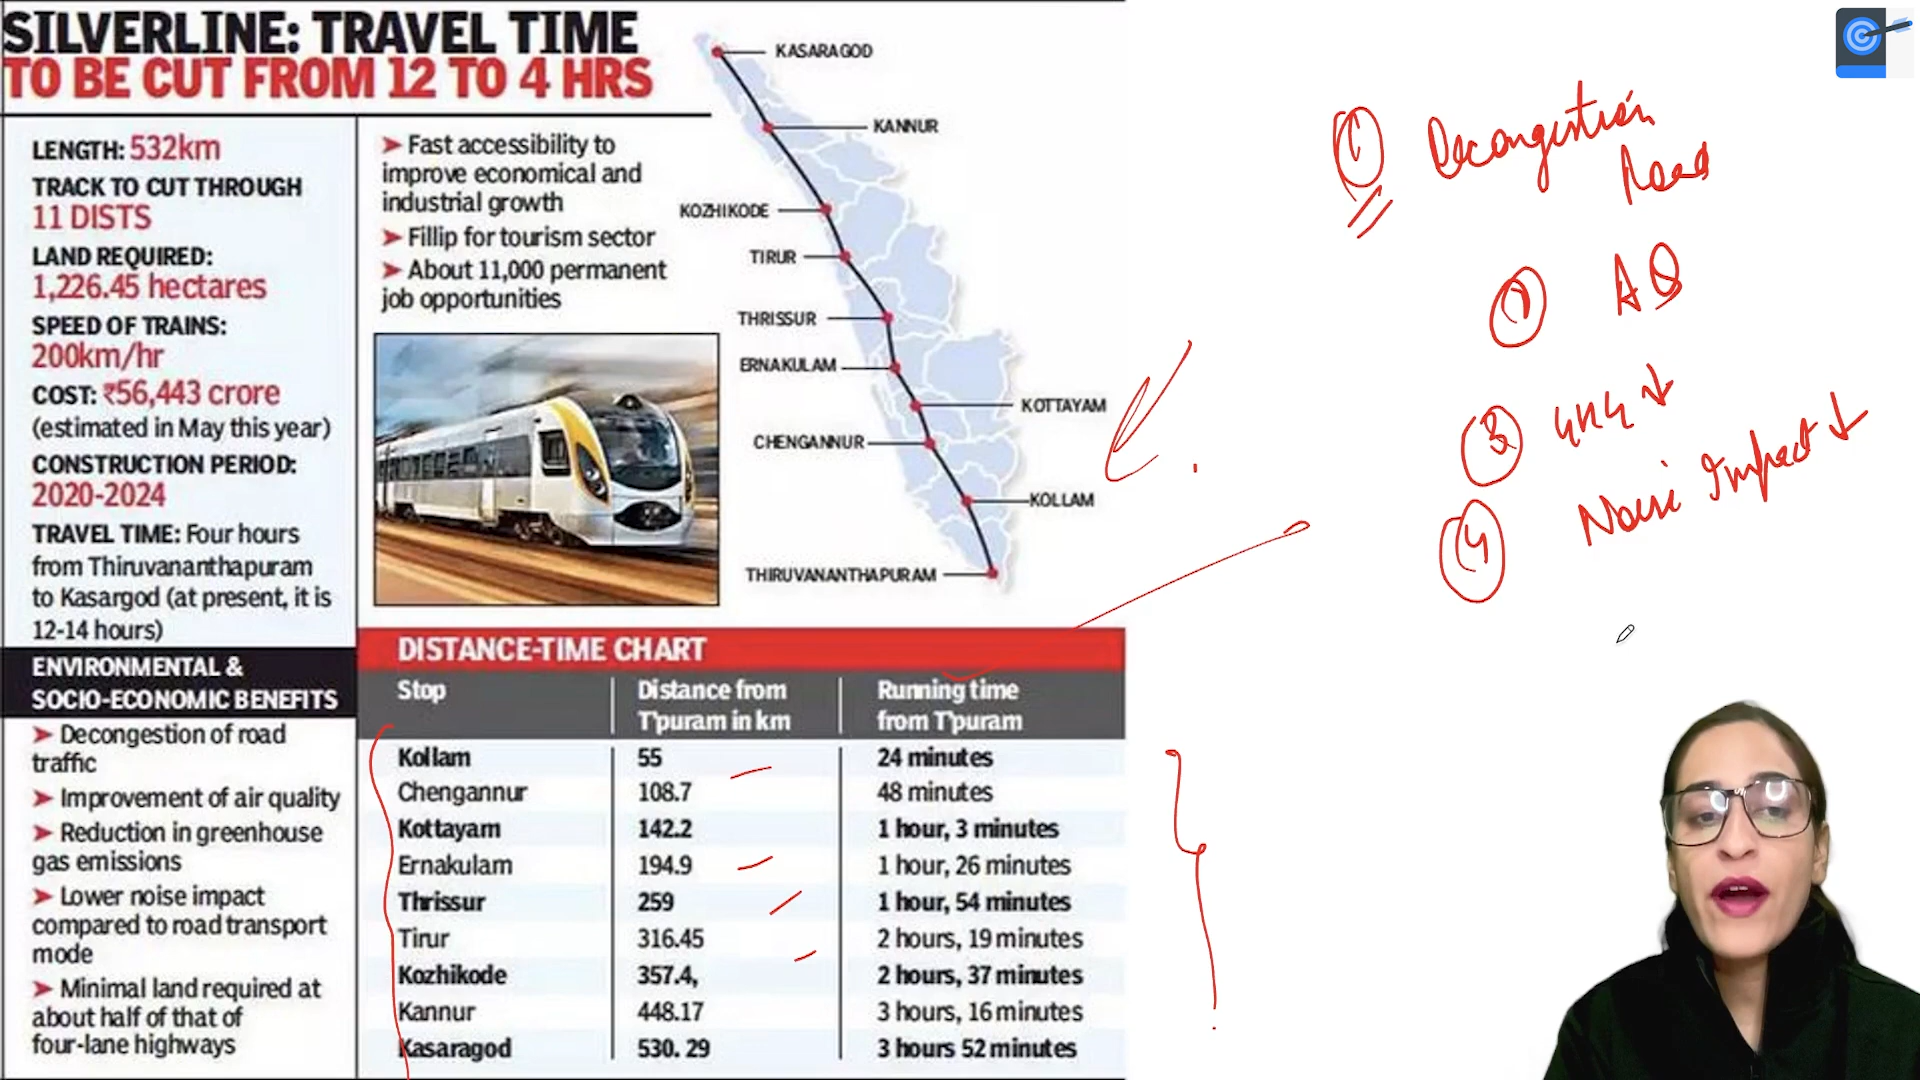 SILVERLINE: TRAVEL TIME
TO BE CUT FROM 12 TO 4 HRS
LENGTH: 532km
TRACK TO CUT THROUGH
11 DISTS
LAND REQUIRED:
1,226.45 hectares
SPEED OF TRAINS:
200km/hr
COST: ₹56,443 crore
(estimated in May this year)
CONSTRUCTION PERIOD:
2020-2024
TRAVEL TIME: Four hours
from Thiruvananthapuram
to Kasargod (at present, it is
12-14 hours)
ENVIRONMENTAL &
SOCIO-ECONOMIC BENEFITS
➤ Decongestion of road
traffic
➤ Improvement of air quality
➤ Reduction in greenhouse
gas emissions
➤ Lower noise impact
compared to road transport
mode
➤ Minimal land required at
about half of that of
four-lane highways
➤ Fast accessibility to
improve economical and
industrial growth
➤ Fillip for tourism sector
➤ About 11,000 permanent
job opportunities
KASARAGOD
KANNUR
KOZHIKODE
TIRUR
THRISSUR
ERNAKULAM
KOTTAYAM
CHENGANNUR
KOLLAM
THIRUVANANTHAPURAM
DISTANCE-TIME CHART
Stop Distance from Running time
T'puram in km from T'puram
Kollam 55 24 minutes
Chengannur 108.7 48 minutes
Kottayam 142.2 1 hour, 3 minutes
Ernakulam 194.9 1 hour, 26 minutes
Thrissur 259 1 hour, 54 minutes
Tirur 316.45 2 hours, 19 minutes
Kozhikode 357.4, 2 hours, 37 minutes
Kannur 448.17 3 hours, 16 minutes
Kasaragod 530. 29 3 hours 52 minutes
① Decongestion
Road
AQ
③ GHG ↓
④ Noise Impact ↓